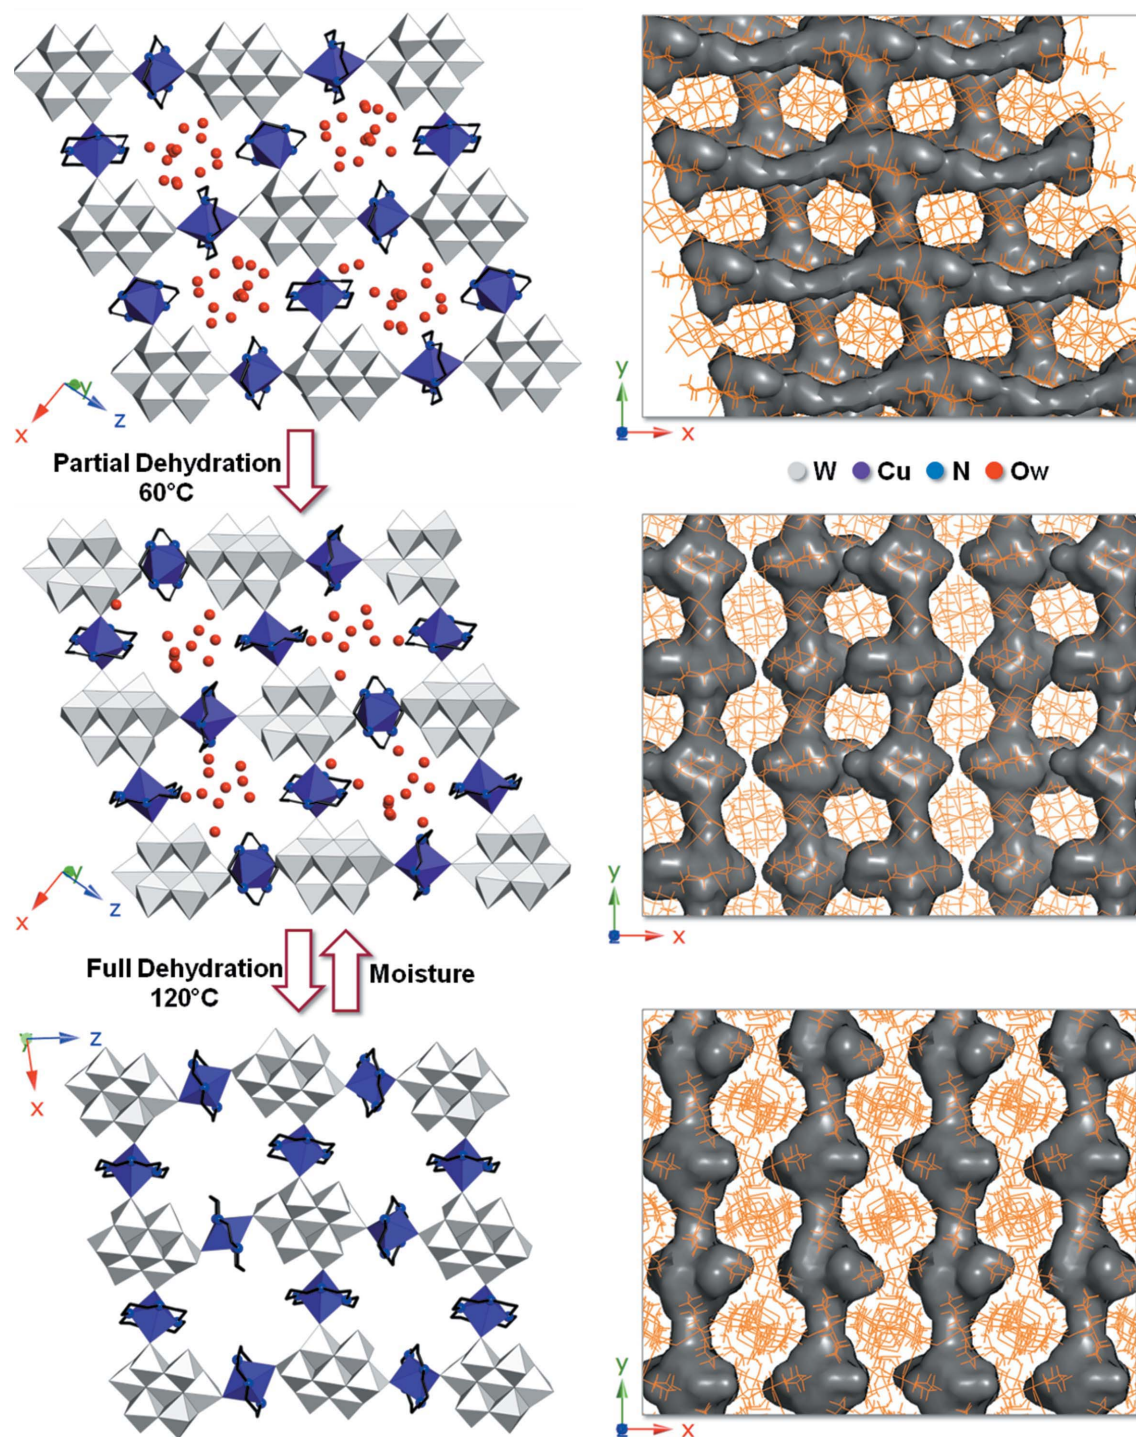 x
y
z
y
z
x
Partial Dehydration
60°C
W
Cu
N
Ow
x
y
z
y
z
x
Full Dehydration
120°C
Moisture
y
z
x
y
z
x